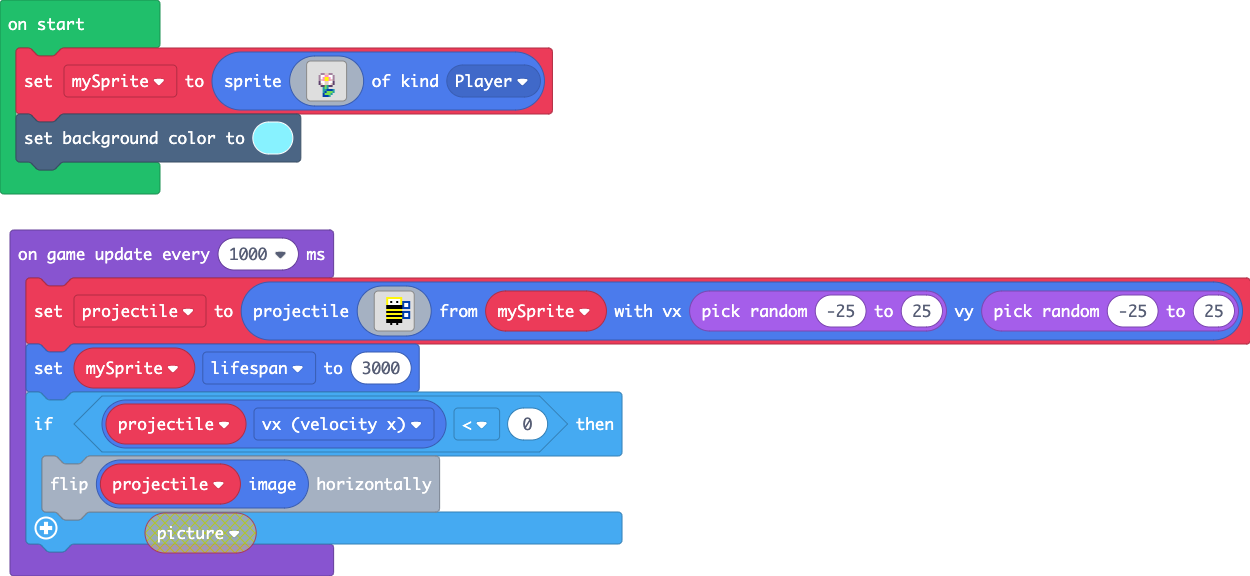 on start
set mySprite to sprite of kind Player
set background color to
on game update every 1000 ms
set projectile to projectile from mySprite with vx pick random -25 to 25 vy pick random -25 to 25
set mySprite lifespan to 3000
if projectile vx (velocity x) < 0 then
flip projectile image horizontally
picture